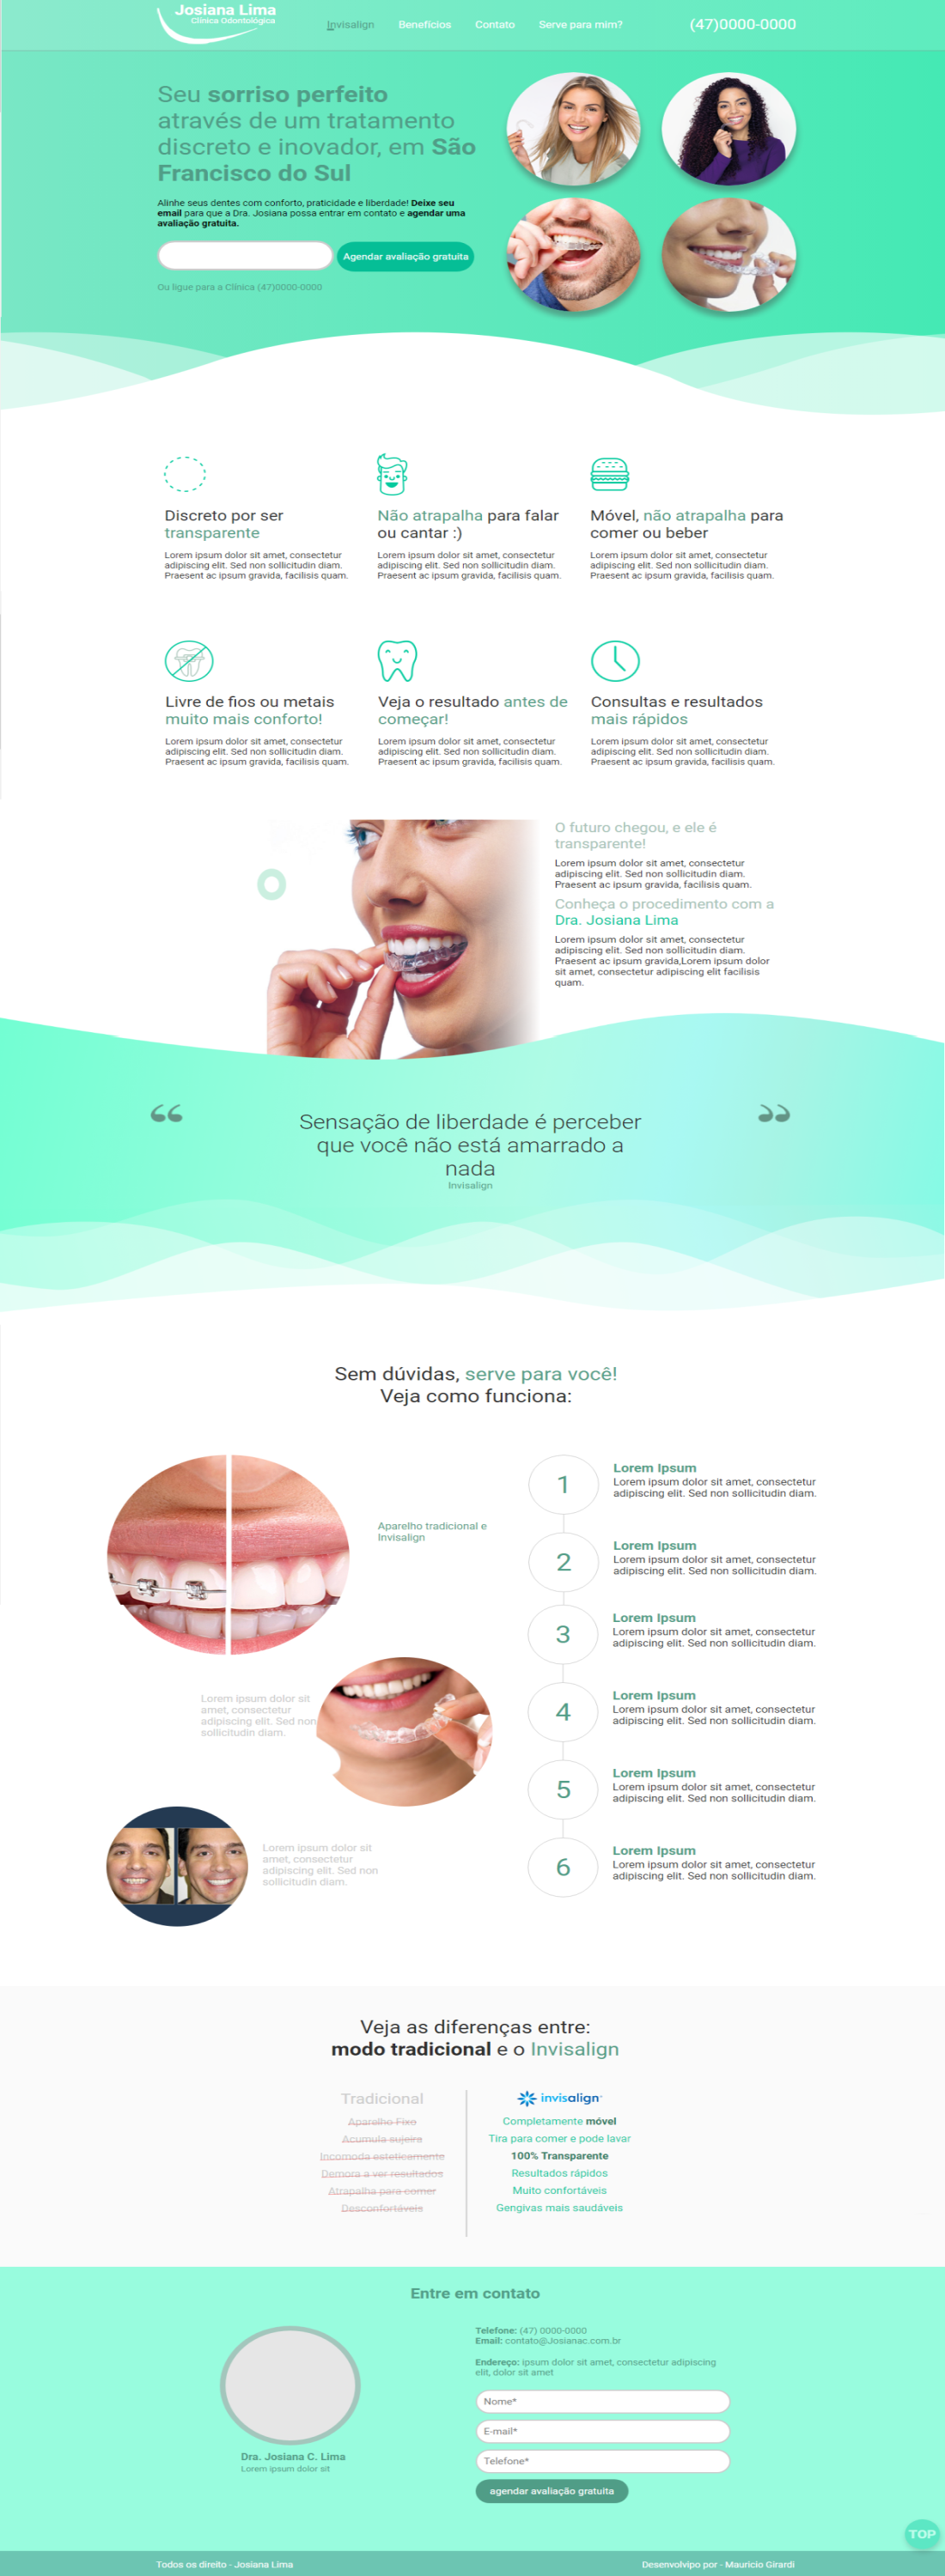 Josiana Lima
Clínica Odontológica
Invisalign Benefícios Contato Serve para mim? (47)0000-0000
Seu sorriso perfeito
através de um tratamento
discreto e inovador, em São
Francisco do Sul
Alinhe seus dentes com conforto, praticidade e liberdade! Deixe seu
email para que a Dra. Josiana possa entrar em contato e agendar uma
avaliação gratuita.
Agendar avaliação gratuita
Ou ligue para a Clínica (47)0000-0000
Discreto por ser
transparente
Lorem ipsum dolor sit amet, consectetur
adipiscing elit. Sed non sollicitudin diam.
Praesent ac ipsum gravida, facilisis quam.
Não atrapalha para falar
ou cantar :)
Lorem ipsum dolor sit amet, consectetur
adipiscing elit. Sed non sollicitudin diam.
Praesent ac ipsum gravida, facilisis quam.
Móvel, não atrapalha para
comer ou beber
Lorem ipsum dolor sit amet, consectetur
adipiscing elit. Sed non sollicitudin diam.
Praesent ac ipsum gravida, facilisis quam.
Livre de fios ou metais
muito mais conforto!
Lorem ipsum dolor sit amet, consectetur
adipiscing elit. Sed non sollicitudin diam.
Praesent ac ipsum gravida, facilisis quam.
Veja o resultado antes de
começar!
Lorem ipsum dolor sit amet, consectetur
adipiscing elit. Sed non sollicitudin diam.
Praesent ac ipsum gravida, facilisis quam.
Consultas e resultados
mais rápidos
Lorem ipsum dolor sit amet, consectetur
adipiscing elit. Sed non sollicitudin diam.
Praesent ac ipsum gravida, facilisis quam.
O futuro chegou, e ele é
transparente!
Lorem ipsum dolor sit amet, consectetur
adipiscing elit. Sed non sollicitudin diam.
Praesent ac ipsum gravida, facilisis quam.
Conheça o procedimento com a
Dra. Josiana Lima
Lorem ipsum dolor sit amet, consectetur
adipiscing elit. Sed non sollicitudin diam.
Praesent ac ipsum gravida,Lorem ipsum dolor
sit amet, consectetur adipiscing elit facilisis
quam.
“ ”
Sensação de liberdade é perceber
que você não está amarrado a
nada
Invisalign
Sem dúvidas, serve para você!
Veja como funciona:
Aparelho tradicional e
Invisalign
Lorem ipsum dolor sit
amet, consectetur
adipiscing elit. Sed non
sollicitudin diam.
Lorem ipsum dolor sit
amet, consectetur
adipiscing elit. Sed non
sollicitudin diam.
1
Lorem Ipsum
Lorem ipsum dolor sit amet, consectetur
adipiscing elit. Sed non sollicitudin diam.
2
Lorem Ipsum
Lorem ipsum dolor sit amet, consectetur
adipiscing elit. Sed non sollicitudin diam.
3
Lorem Ipsum
Lorem ipsum dolor sit amet, consectetur
adipiscing elit. Sed non sollicitudin diam.
4
Lorem Ipsum
Lorem ipsum dolor sit amet, consectetur
adipiscing elit. Sed non sollicitudin diam.
5
Lorem Ipsum
Lorem ipsum dolor sit amet, consectetur
adipiscing elit. Sed non sollicitudin diam.
6
Lorem Ipsum
Lorem ipsum dolor sit amet, consectetur
adipiscing elit. Sed non sollicitudin diam.
Veja as diferenças entre:
modo tradicional e o Invisalign
Tradicional
Aparelho Fixo
Acumula sujeira
Incomoda esteticamente
Demora a ver resultados
Atrapalha para comer
Desconfortáveis
invisalign
Completamente móvel
Tira para comer e pode lavar
100% Transparente
Resultados rápidos
Muito confortáveis
Gengivas mais saudáveis
Entre em contato
Dra. Josiana C. Lima
Lorem ipsum dolor sit
Telefone: (47) 0000-0000
Email: contato@Josianac.com.br
Endereço: ipsum dolor sit amet, consectetur adipiscing
elit, dolor sit amet
Nome*
E-mail*
Telefone*
agendar avaliação gratuita
TOP
Todos os direito - Josiana Lima
Desenvolvipo por - Mauricio Girardi